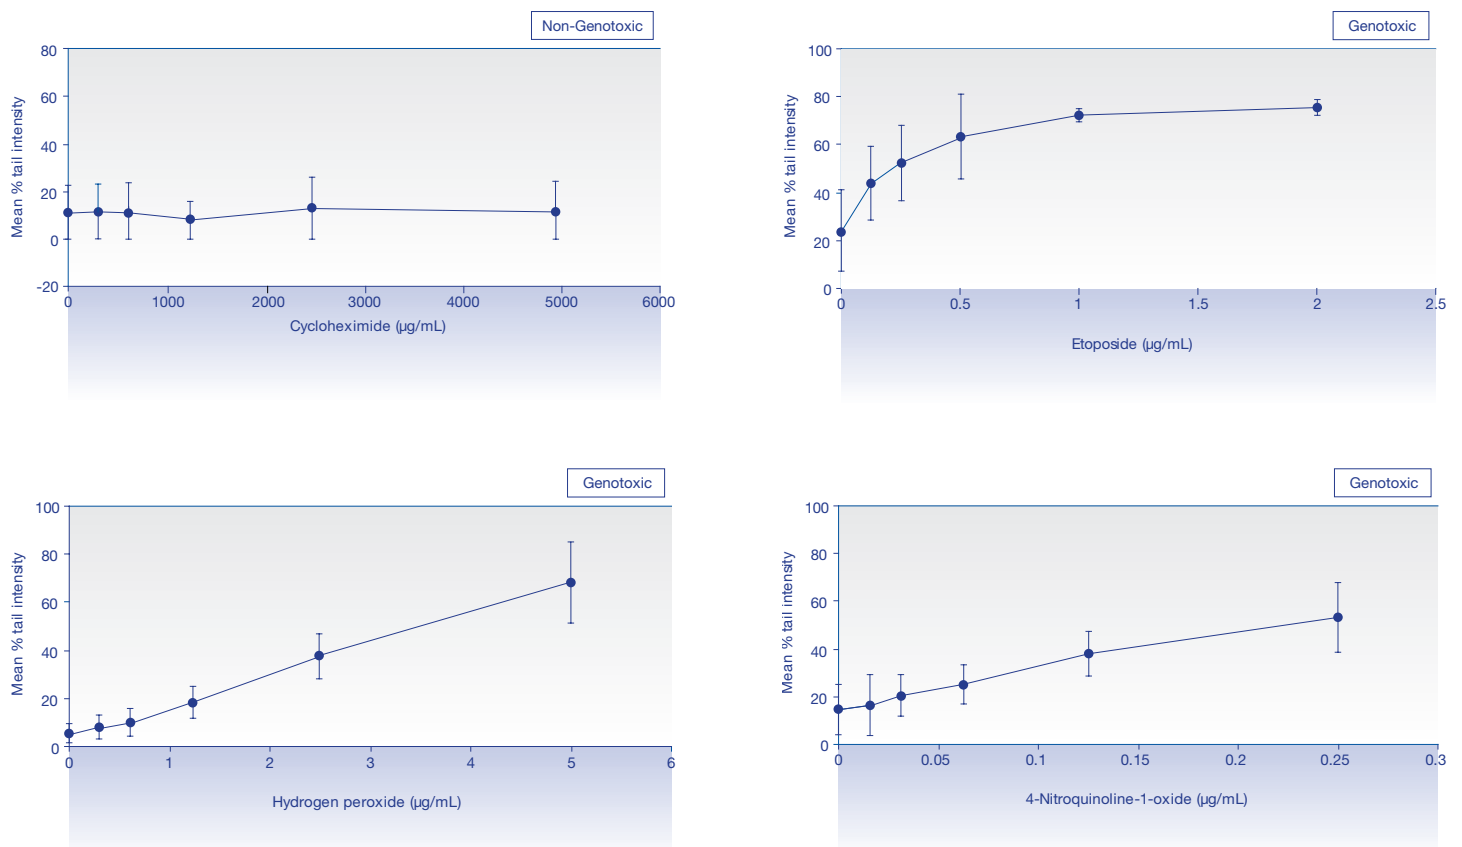 Non-Genotoxic
80
60
40
20
0
-20
Mean % tail intensity
0 1000 2000 3000 4000 5000 6000
Cycloheximide (µg/mL)
Genotoxic
100
80
60
40
20
0
Mean % tail intensity
0 0.5 1 1.5 2 2.5
Etoposide (µg/mL)
Genotoxic
100
80
60
40
20
0
Mean % tail intensity
0 1 2 3 4 5 6
Hydrogen peroxide (µg/mL)
Genotoxic
100
80
60
40
20
0
Mean % tail intensity
0 0.05 0.1 0.15 0.2 0.25 0.3
4-Nitroquinoline-1-oxide (µg/mL)